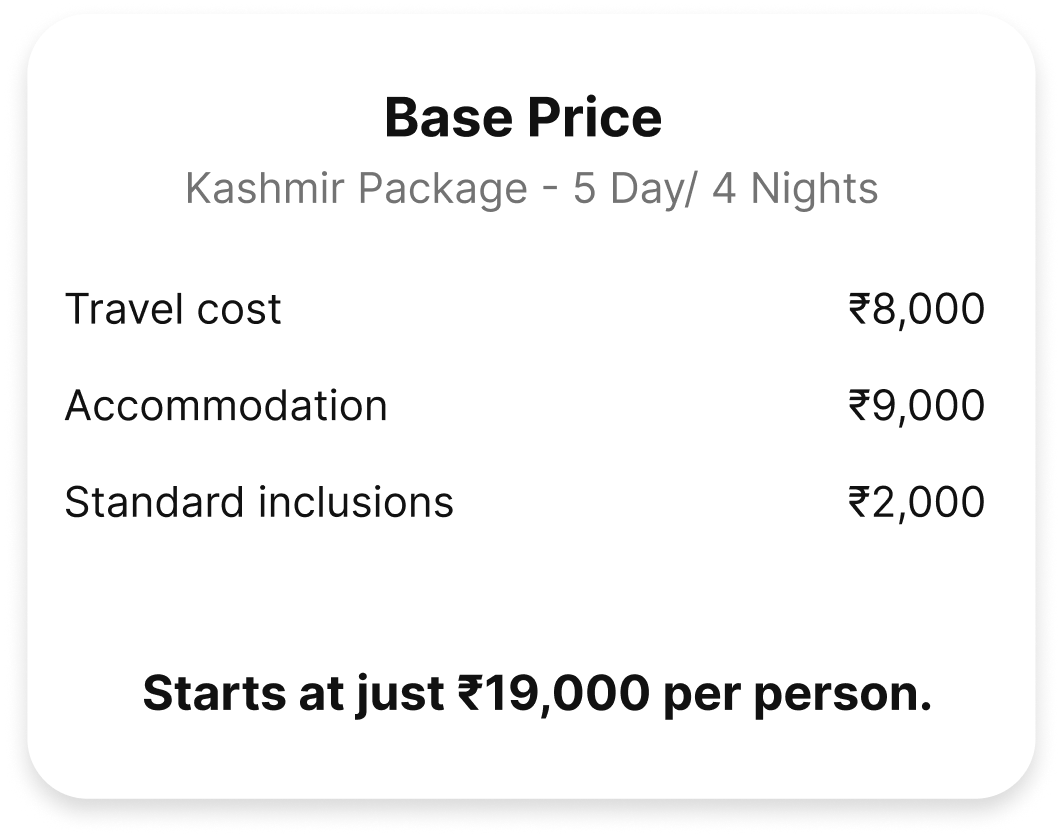 Base Price
Kashmir Package - 5 Day/ 4 Nights
Travel cost ₹8,000
Accommodation ₹9,000
Standard inclusions ₹2,000
Starts at just ₹19,000 per person.